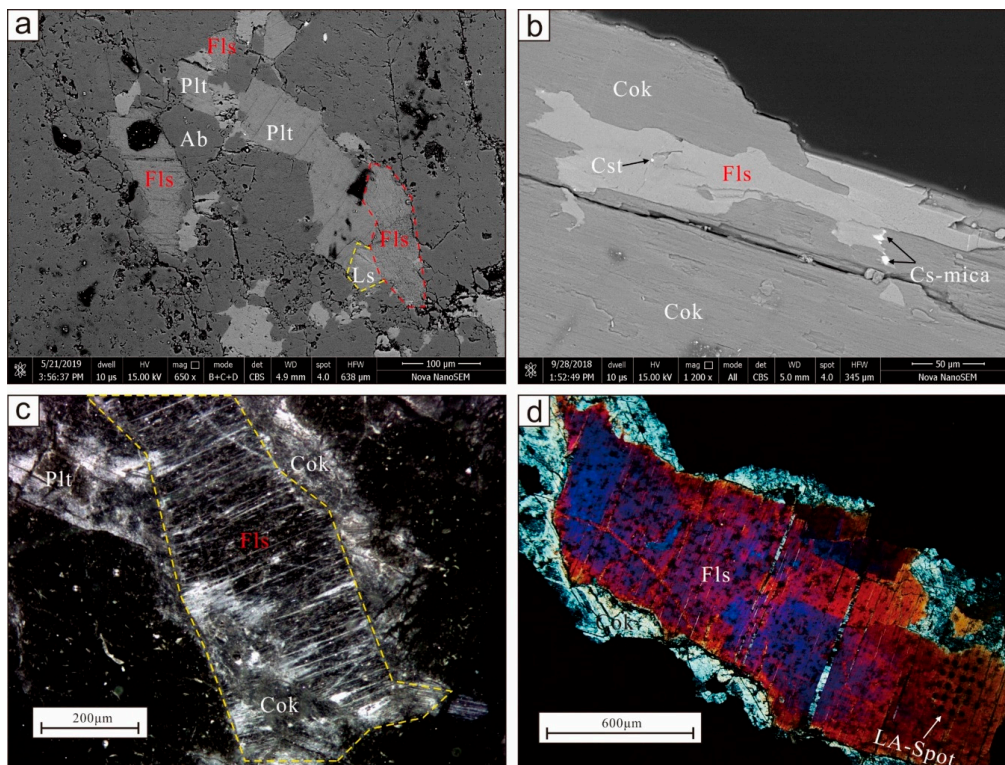 a
Fls
Plt
Ab
Plt
Fls
Fls
Ls
5/21/2019 dwell HV mag □ mode det WD spot HFW 100 µm
3:56:37 PM 10 µs 15.00 kV 650 x B+C+D CBS 4.9 mm 4.0 638 µm Nova NanoSEM
b
Cok
Cst
Fls
Cs-mica
Cok
9/28/2018 dwell HV mag □ mode det WD spot HFW 50 µm
1:52:49 PM 10 µs 15.00 kV 1 200 x All CBS 5.0 mm 4.0 345 µm Nova NanoSEM
c
Cok
Plt
Fls
Cok
200µm
d
Fls
Cok
LA-Spot
600µm